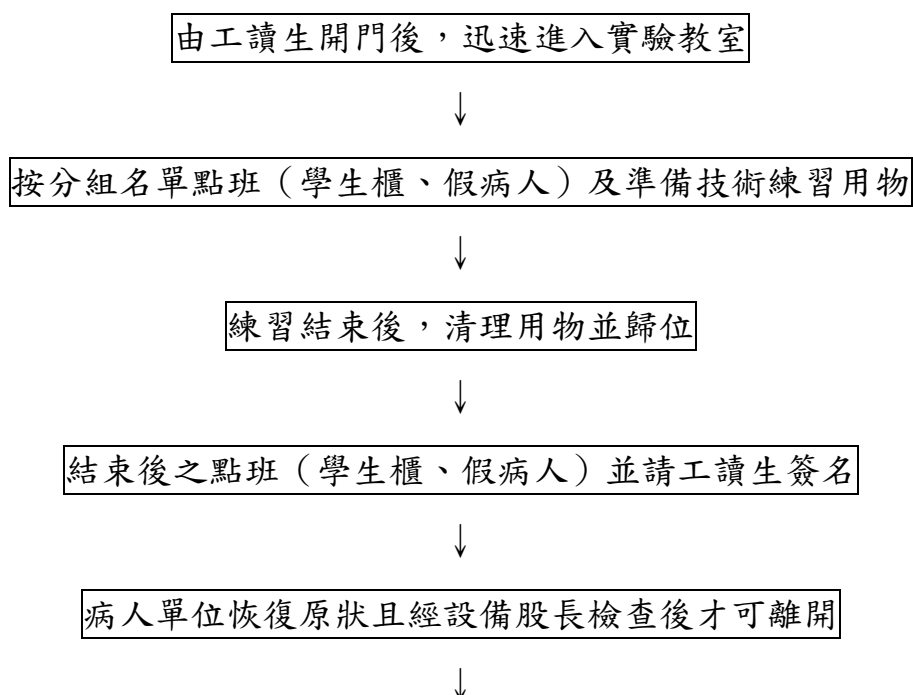 由工讀生開門後，迅速進入實驗教室
↓
按分組名單點班（學生櫃、假病人）及準備技術練習用物
↓
練習結束後，清理用物並歸位
↓
結束後之點班（學生櫃、假病人）並請工讀生簽名
↓
病人單位恢復原狀且經設備股長檢查後才可離開
↓